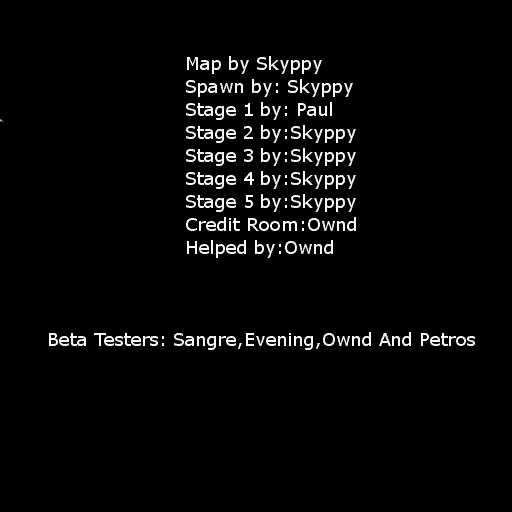 Map by Skyppy
Spawn by: Skyppy
Stage 1 by: Paul
Stage 2 by:Skyppy
Stage 3 by:Skyppy
Stage 4 by:Skyppy
Stage 5 by:Skyppy
Credit Room:Ownd
Helped by:Ownd
Beta Testers: Sangre,Evening,Ownd And Petros